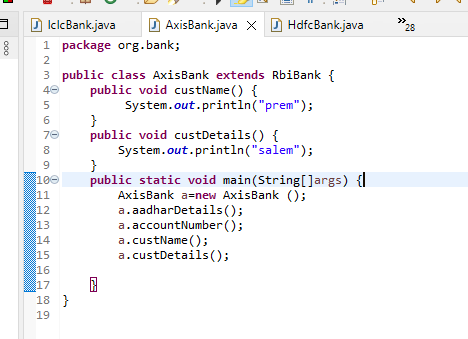 IcIcBank.java AxisBank.java HdfcBank.java 28
1 package org.bank;
2
3 public class AxisBank extends RbiBank {
4 public void custName() {
5 System.out.println("prem");
6 }
7 public void custDetails() {
8 System.out.println("salem");
9 }
10 public static void main(String[]args) {
11 AxisBank a=new AxisBank ();
12 a.aadharDetails();
13 a.accountNumber();
14 a.custName();
15 a.custDetails();
16
17 }
18 }
19